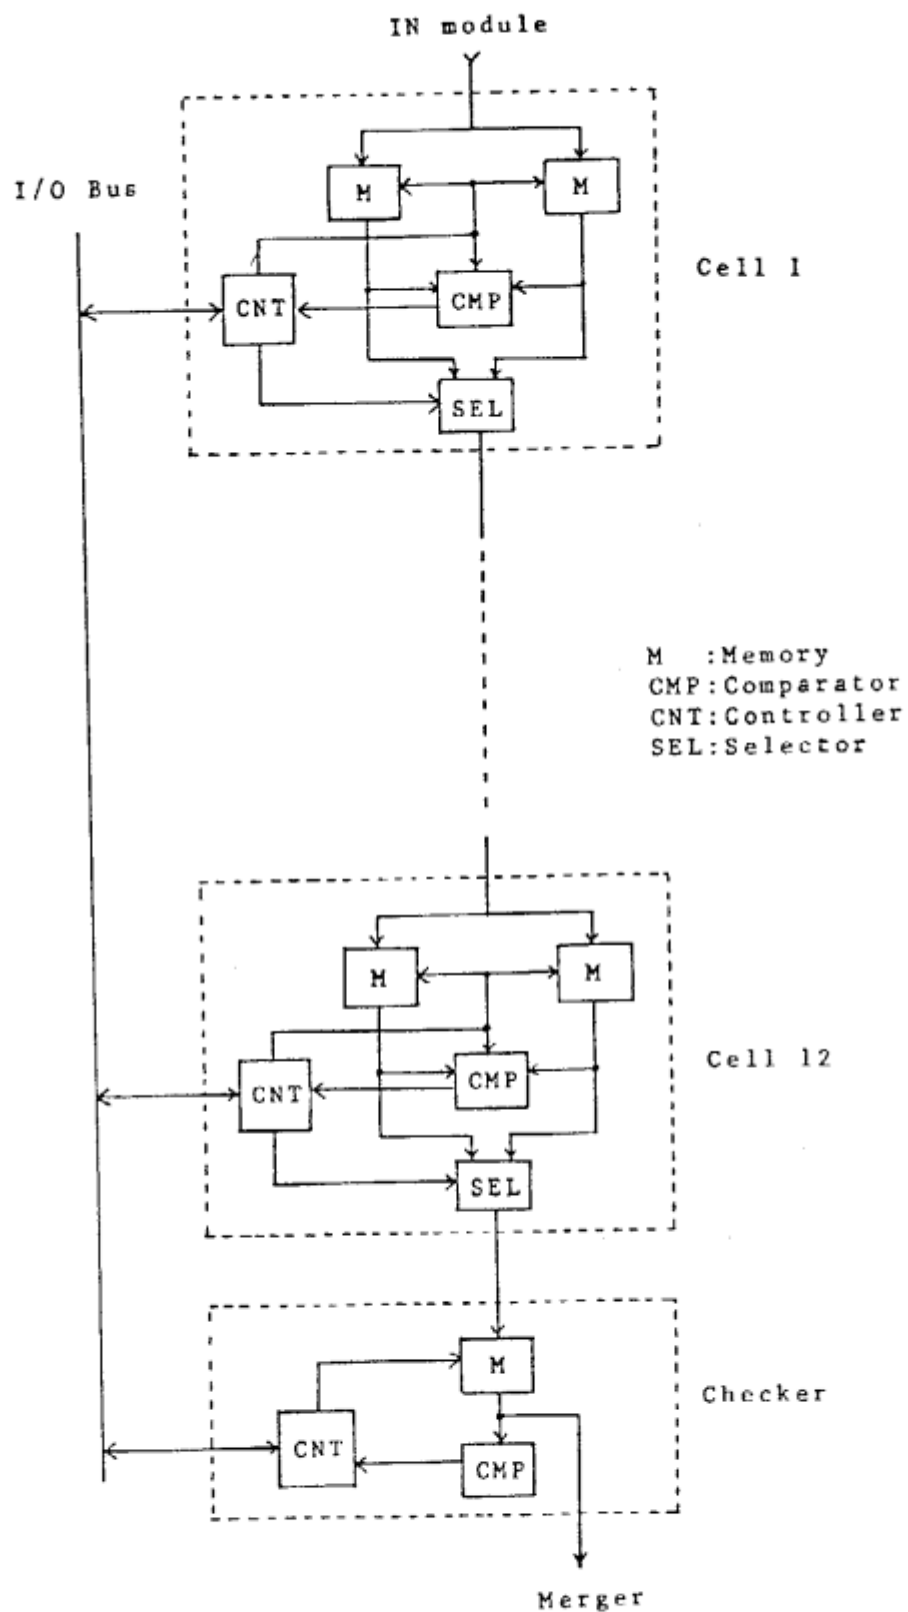 IN module
I/O Bus
M
M
Cell 1
CNT
CMP
SEL
M :Memory
CMP:Comparator
CNT:Controller
SEL:Selector
M
M
Cell 12
CNT
CMP
SEL
M
Checker
CNT
CMP
Merger